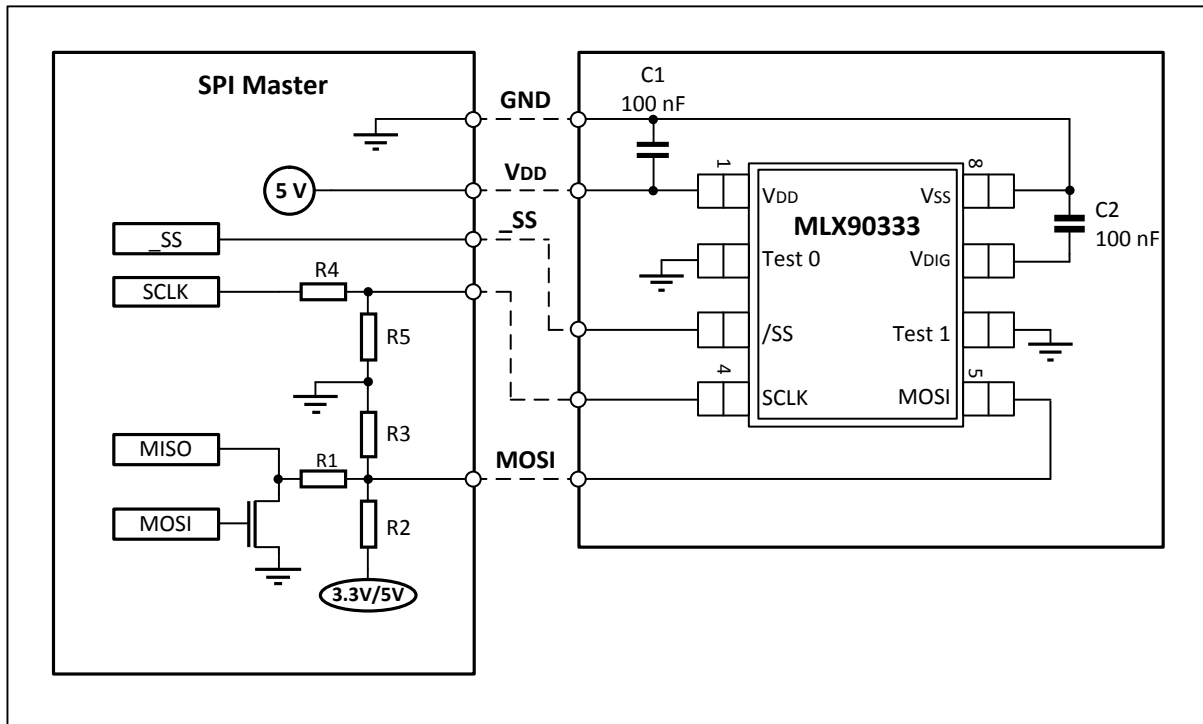 SPI Master
GND
VDD
_SS
MOSI
5 V
_SS
SCLK
R4
R5
R3
MISO
R1
MOSI
R2
3.3V/5V
C1
100 nF
1
VDD
MLX90333
8
VSS
C2
100 nF
Test 0
VDIG
/SS
Test 1
4
SCLK
5
MOSI